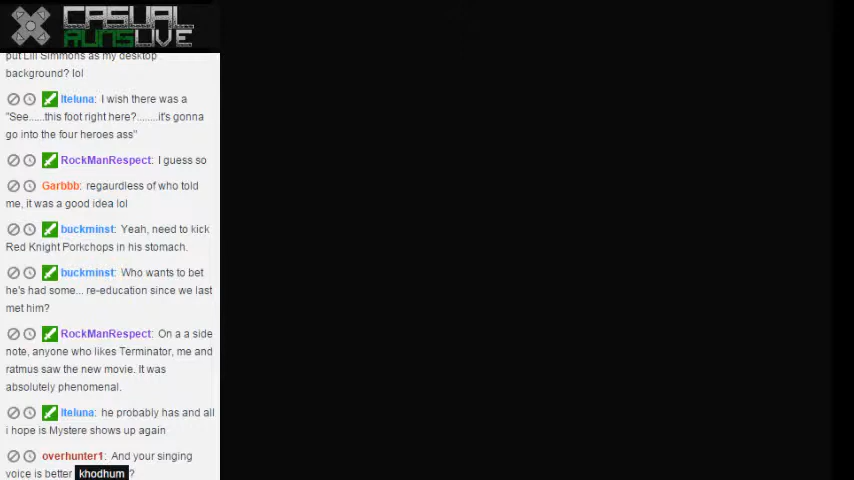 CASUAL
RUNSLIVE
put Lili Simmons as my desktop
background? lol
Iteluna: I wish there was a
"See......this foot right here?........it's gonna
go into the four heroes ass"
RockManRespect: I guess so
Garbbb: regaurdless of who told
me, it was a good idea lol
buckminst: Yeah, need to kick
Red Knight Porkchops in his stomach.
buckminst: Who wants to bet
he's had some... re-education since we last
met him?
RockManRespect: On a a side
note, anyone who likes Terminator, me and
ratmus saw the new movie. It was
absolutely phenomenal.
Iteluna: he probably has and all
i hope is Mystere shows up again
overhunter1: And your singing
voice is better khodhum ?